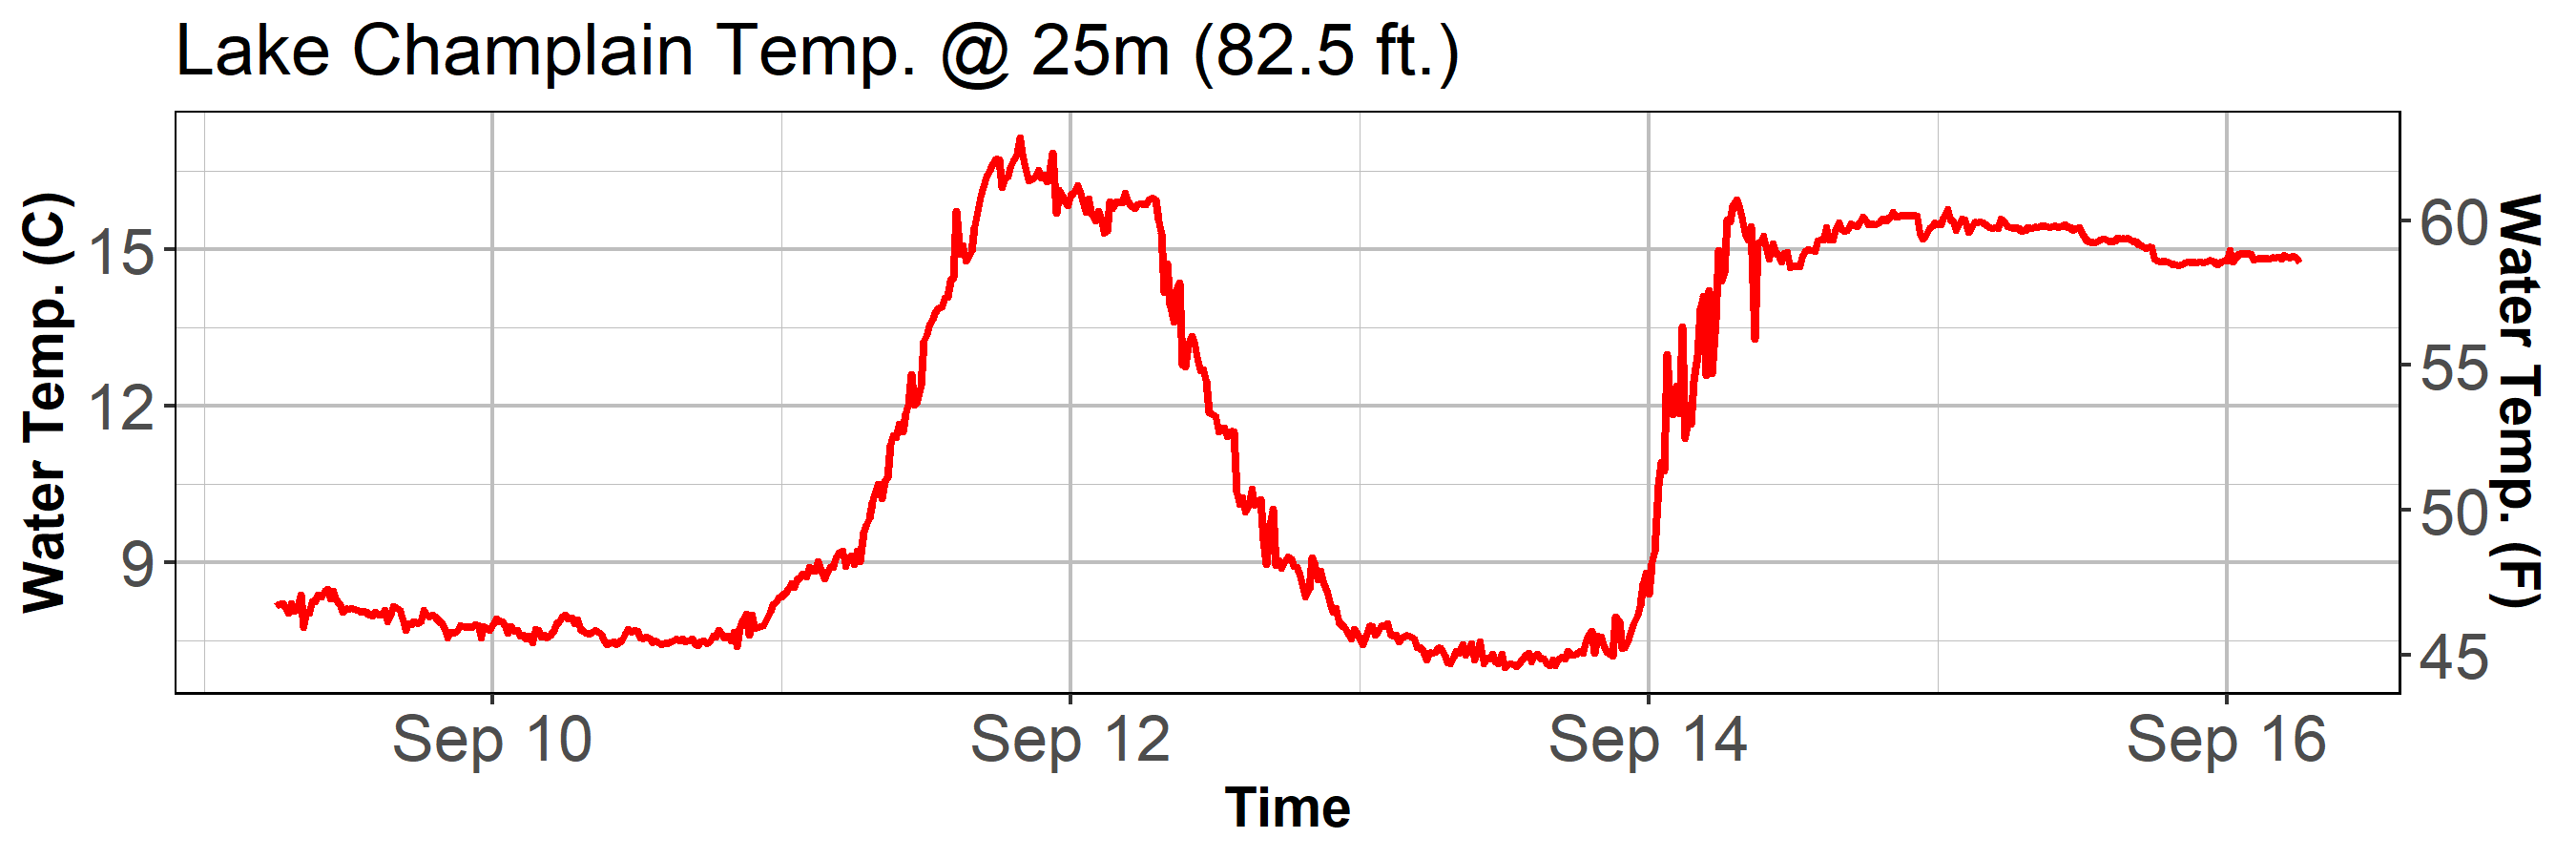 Lake Champlain Temp. @ 25m (82.5 ft.)
Water Temp. (C)
15
12
9
60
55
50
45
Water Temp. (F)
Sep 10 Sep 12 Sep 14 Sep 16
Time